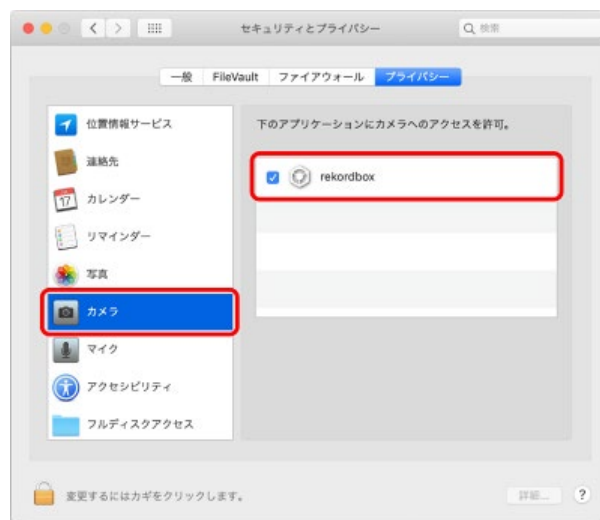 セキュリティとプライバシー
検索
一般 FileVault ファイアウォール プライバシー
位置情報サービス
連絡先
17 カレンダー
リマインダー
写真
カメラ
マイク
アクセシビリティ
フルディスクアクセス
下のアプリケーションにカメラへのアクセスを許可。
rekordbox
変更するにはカギをクリックします。
詳細... ?